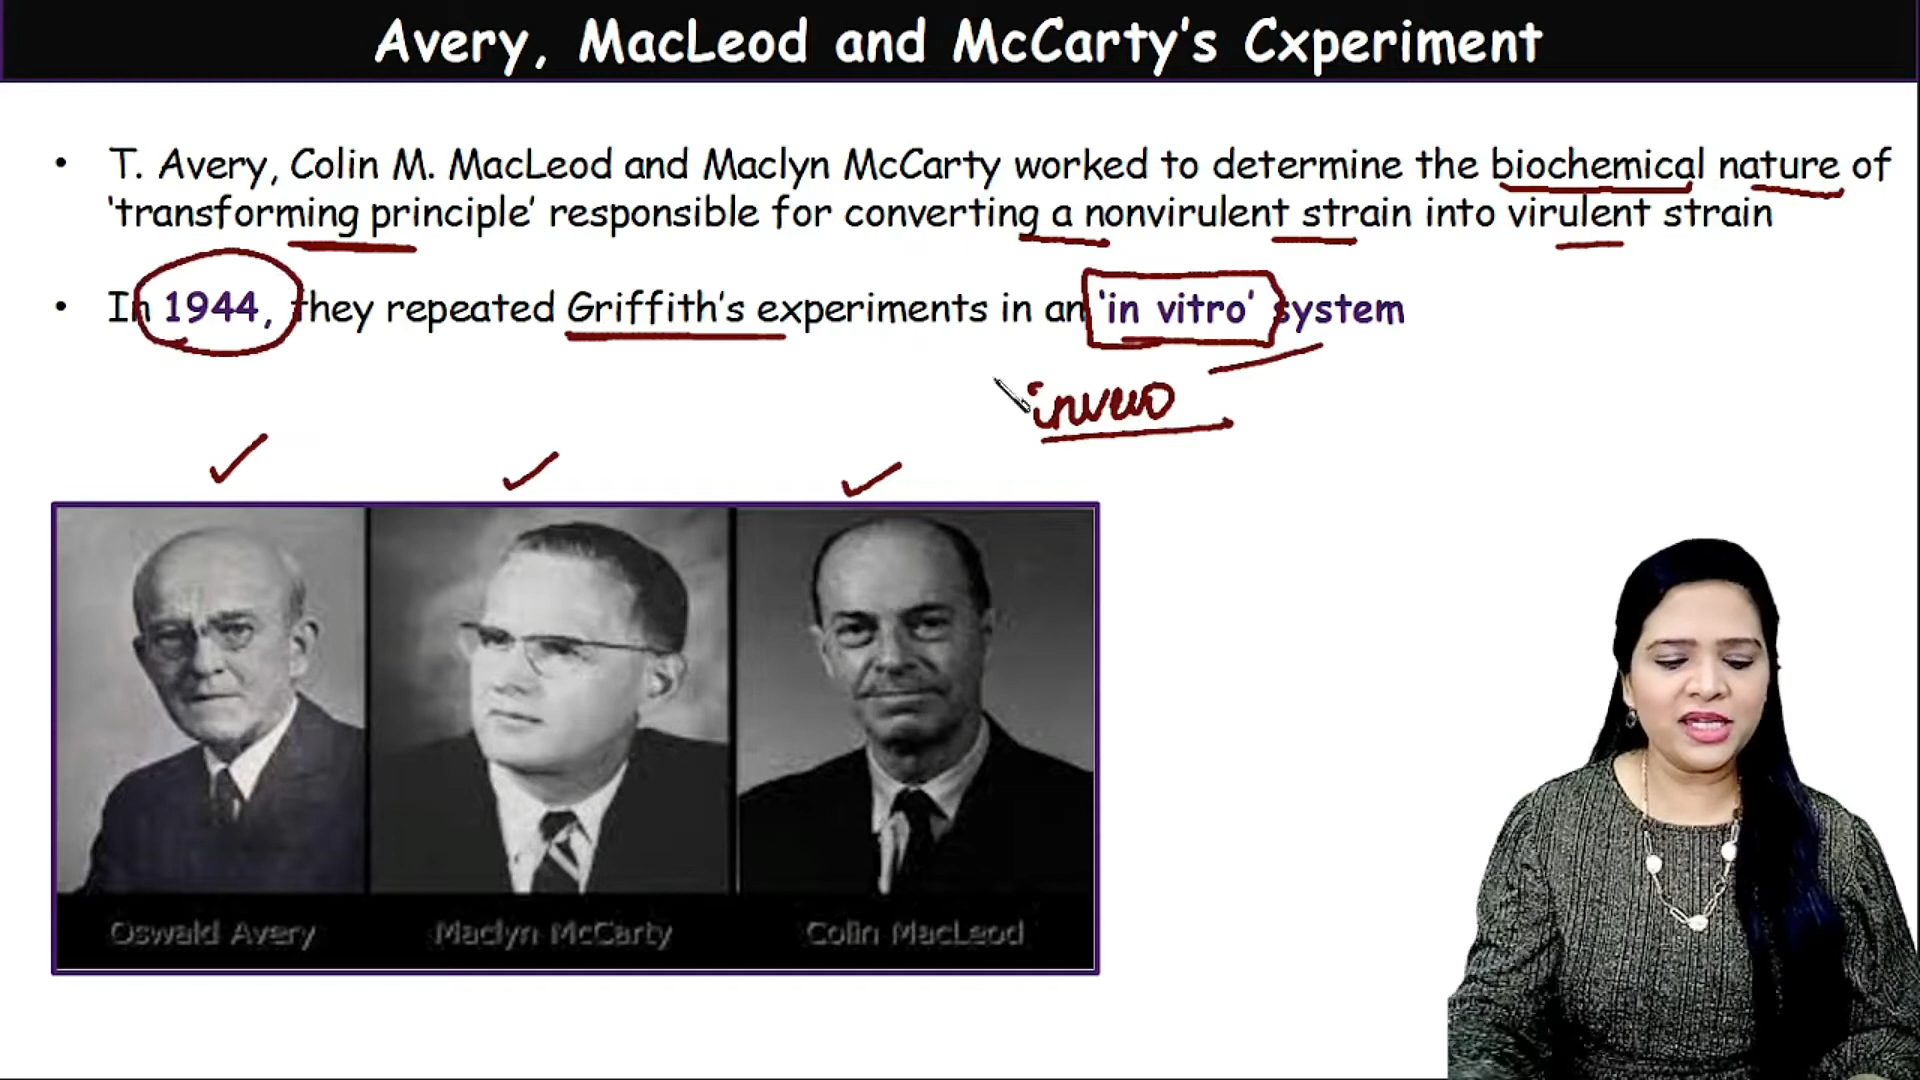 Avery, MacLeod and McCarty's Cxperiment
• T. Avery, Colin M. MacLeod and Maclyn McCarty worked to determine the biochemical nature of
'transforming principle' responsible for converting a nonvirulent strain into virulent strain
• In 1944, they repeated Griffith's experiments in an 'in vitro' system
Oswald Avery Maclyn McCarty Colin MacLeod